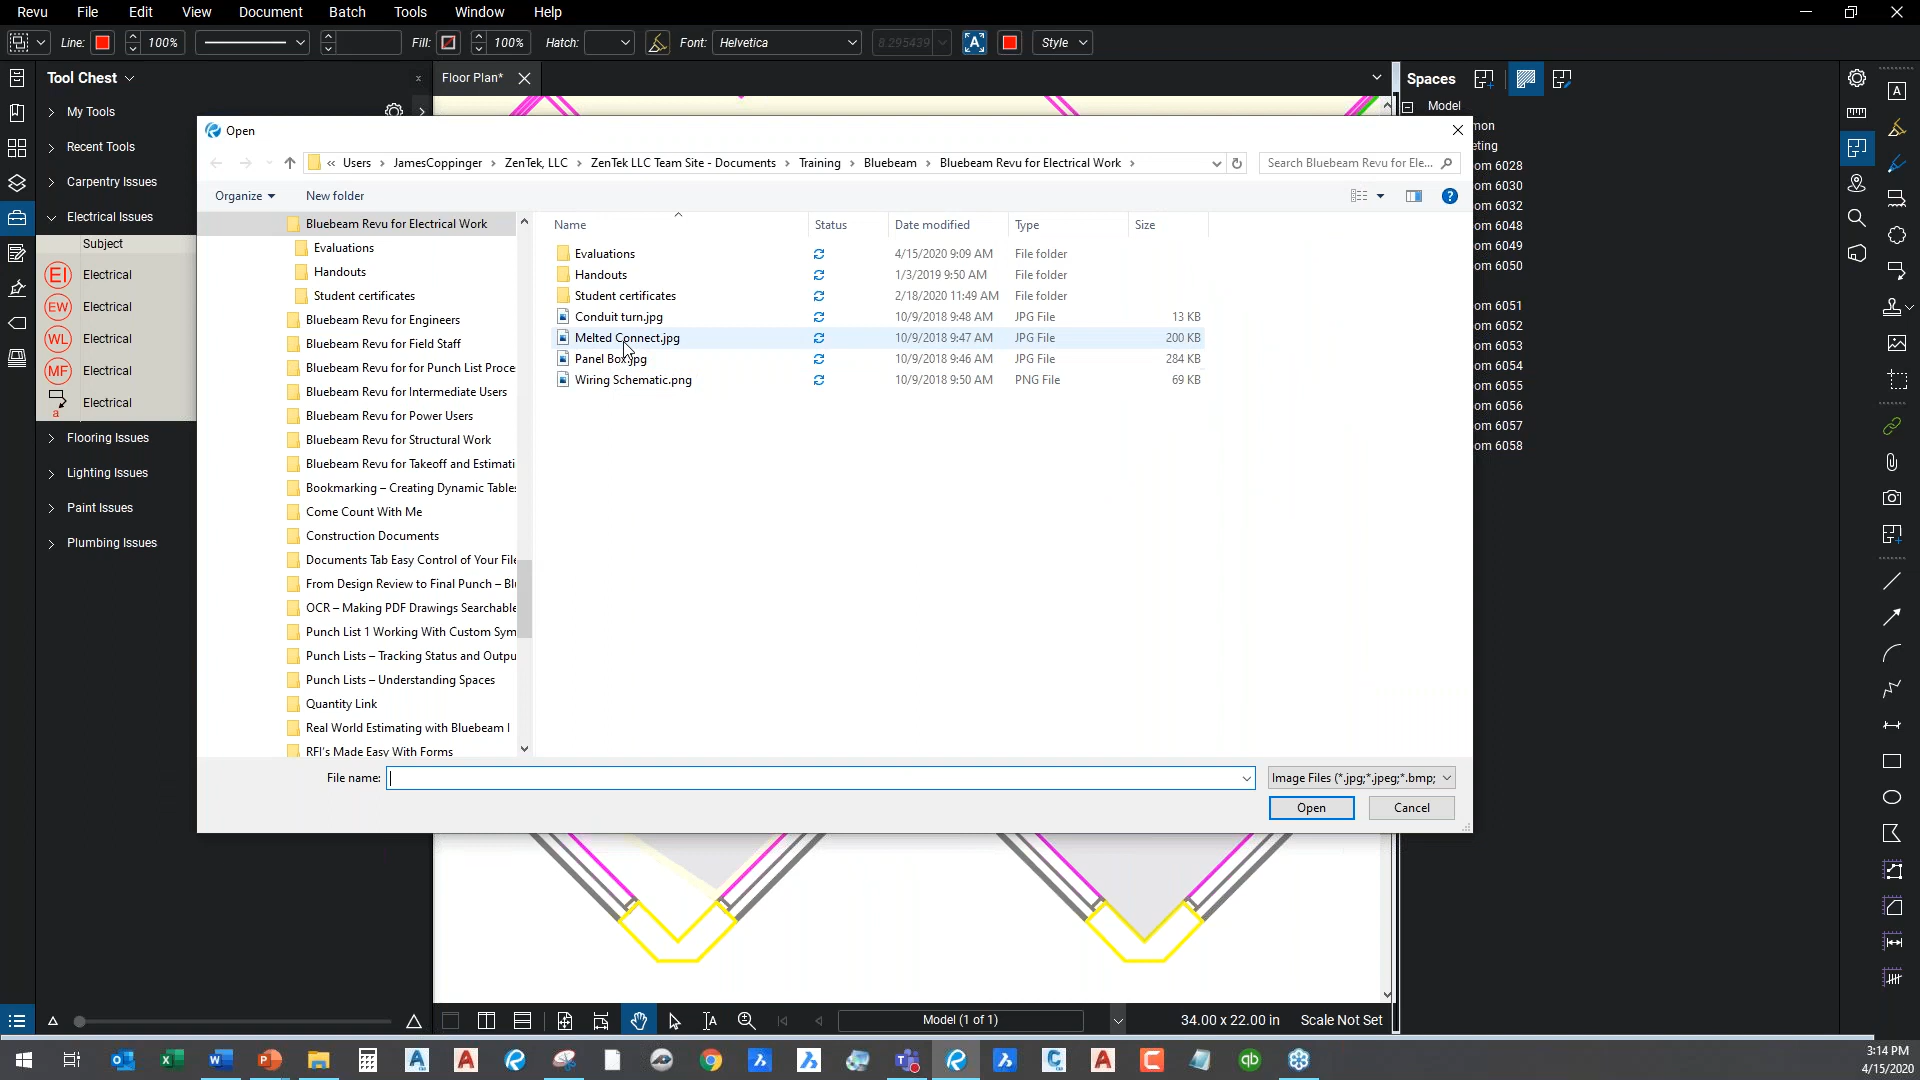 Revu File Edit View Document Batch Tools Window Help
Line: 100% Fill: 100% Hatch: Font: Helvetica 8.295439 A Style
Tool Chest
My Tools
Recent Tools
Carpentry Issues
Electrical Issues
Subject
EI Electrical
EW Electrical
WL Electrical
MF Electrical
a Electrical
Flooring Issues
Lighting Issues
Paint Issues
Plumbing Issues
Floor Plan*
Spaces
Model
mon
eting
om 6028
om 6030
om 6032
om 6048
om 6049
om 6050
om 6051
om 6052
om 6053
om 6054
om 6055
om 6056
om 6057
om 6058
Open
« Users › JamesCoppinger › ZenTek, LLC › ZenTek LLC Team Site - Documents › Training › Bluebeam › Bluebeam Revu for Electrical Work ›
Search Bluebeam Revu for Ele...
Organize New folder
Bluebeam Revu for Electrical Work
Evaluations
Handouts
Student certificates
Bluebeam Revu for Engineers
Bluebeam Revu for Field Staff
Bluebeam Revu for for Punch List Proce
Bluebeam Revu for Intermediate Users
Bluebeam Revu for Power Users
Bluebeam Revu for Structural Work
Bluebeam Revu for Takeoff and Estimati
Bookmarking – Creating Dynamic Tables
Come Count With Me
Construction Documents
Documents Tab Easy Control of Your File
From Design Review to Final Punch – Bl
OCR – Making PDF Drawings Searchable
Punch List 1 Working With Custom Sym
Punch Lists – Tracking Status and Outpu
Punch Lists – Understanding Spaces
Quantity Link
Real World Estimating with Bluebeam
RFI's Made Easy With Forms
Name Status Date modified Type Size
Evaluations 4/15/2020 9:09 AM File folder
Handouts 1/3/2019 9:50 AM File folder
Student certificates 2/18/2020 11:49 AM File folder
Conduit turn.jpg 10/9/2018 9:48 AM JPG File 13 KB
Melted Connect.jpg 10/9/2018 9:47 AM JPG File 200 KB
Panel Box.jpg 10/9/2018 9:46 AM JPG File 284 KB
Wiring Schematic.png 10/9/2018 9:50 AM PNG File 69 KB
File name: Image Files (*.jpg;*.jpeg;*.bmp;
Open Cancel
Model (1 of 1) 34.00 x 22.00 in Scale Not Set
3:14 PM
4/15/2020